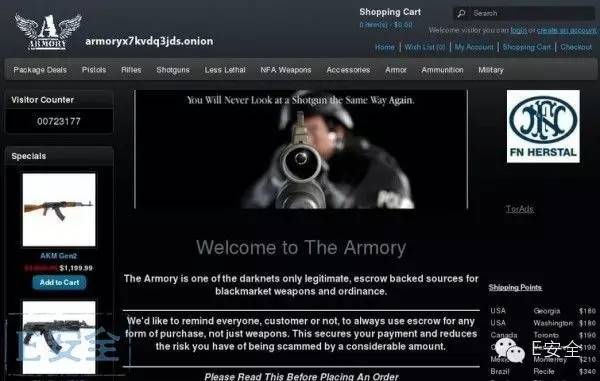 Shopping Cart
0 item(s) - $0.00
Search
Welcome visitor you can login or create an account.
A
ARMORY
armoryx7kvdq3jds.onion
Home | Wish List (0) | My Account | Shopping Cart | Checkout
Package Deals Pistols Rifles Shotguns Less Lethal NFA Weapons Accessories Armor Ammunition Military
Visitor Counter
00723177
Specials
AKM Gen2
$1,199.99
Add to Cart
You Will Never Look at a Shotgun the Same Way Again.
Welcome to The Armory
The Armory is one of the darknets only legitimate, escrow backed sources for
blackmarket weapons and ordinance.
We'd like to remind everyone, customer or not, to always use escrow for any
form of purchase, not just weapons. This secures your payment and reduces
the risk you have of being scammed by a considerable amount.
Please Read This Before Placing An Order
FN
FN HERSTAL
TorAds
Shipping Points
USA Georgia $180
USA Washington $180
Canada Toronto $190
Monterrey $210
Brazil Recife $340
E安全
E安全